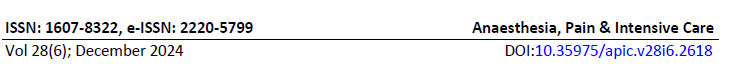 ISSN: 1607-8322, e-ISSN: 2220-5799 Anaesthesia, Pain & Intensive Care
Vol 28(6); December 2024 DOI:10.35975/apic.v28i6.2618